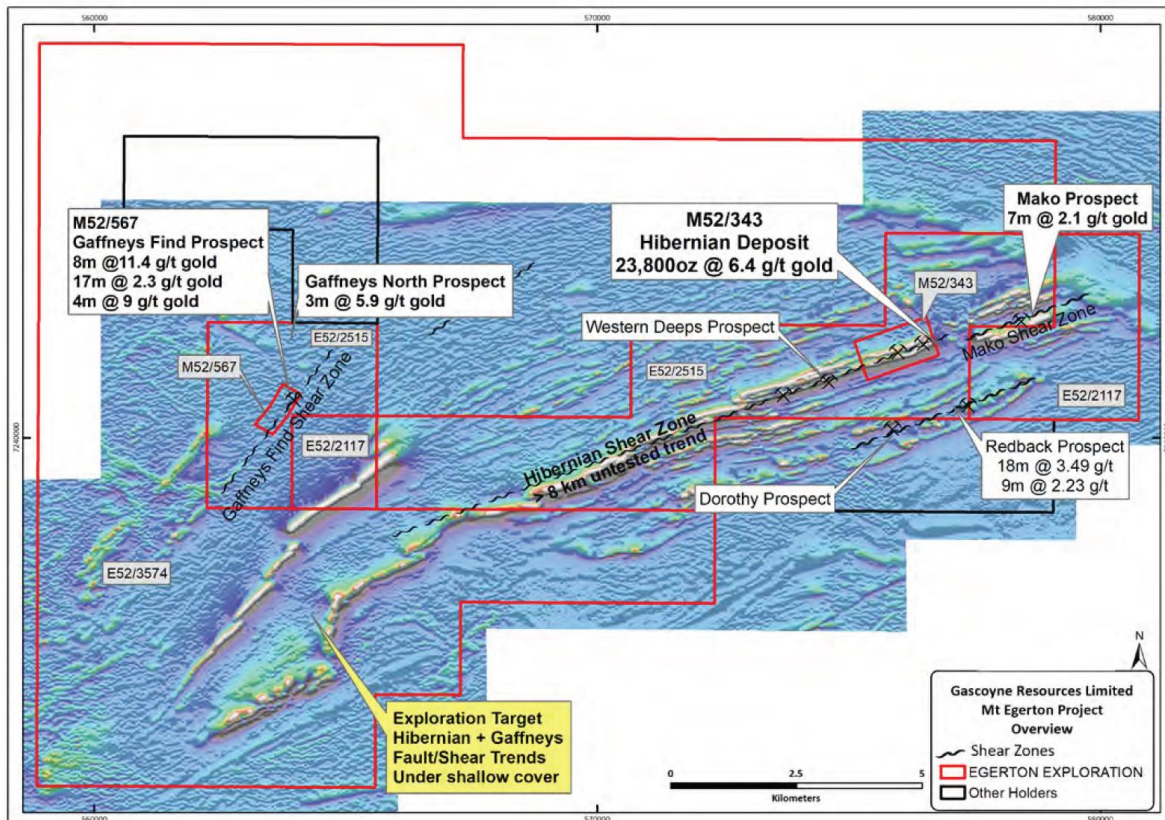 560000
570000
580000
Mako Prospect
7m @ 2.1 g/t gold
M52/567
Gaffneys Find Prospect
8m @11.4 g/t gold
17m @ 2.3 g/t gold
4m @ 9 g/t gold
M52/343
Hibernian Deposit
23,800oz @ 6.4 g/t gold
Gaffneys North Prospect
3m @ 5.9 g/t gold
M52/343
Western Deeps Prospect
Mako Shear Zone
E52/2515
M52/567
E52/2515
E52/2117
Gaffneys Find Shear Zone
7240000
E52/2117
Hibernian Shear Zone
8 km untested trend
Redback Prospect
18m @ 3.49 g/t
9m @ 2.23 g/t
Dorothy Prospect
E52/3574
Exploration Target
Hibernian + Gaffneys
Fault/Shear Trends
Under shallow cover
N
Gascoyne Resources Limited
Mt Egerton Project
Overview
Shear Zones
EGERTON EXPLORATION
Other Holders
0 2.5 5
Kilometers
560000
570000
580000